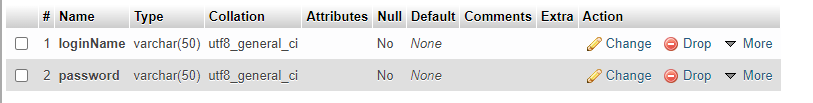 # Name Type Collation Attributes Null Default Comments Extra Action
1 loginName varchar(50) utf8_general_ci No None Change Drop More
2 password varchar(50) utf8_general_ci No None Change Drop More